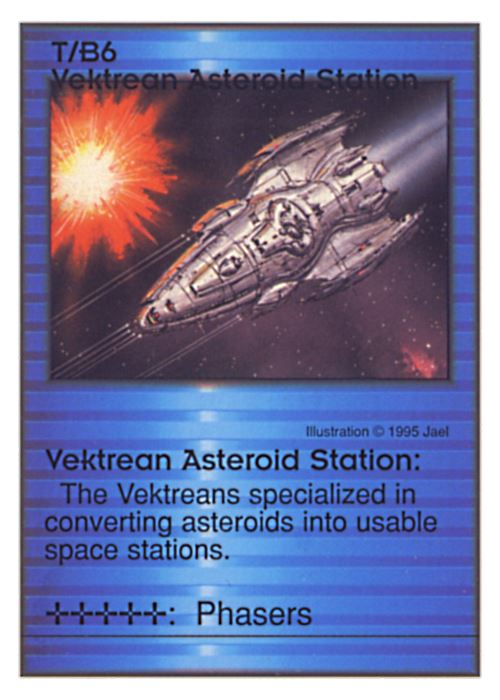 T/B6
Vektrean Asteroid Station
Illustration © 1995 Jael
Vektrean Asteroid Station:
The Vektreans specialized in
converting asteroids into usable
space stations.
✛✛✛✛✛: Phasers